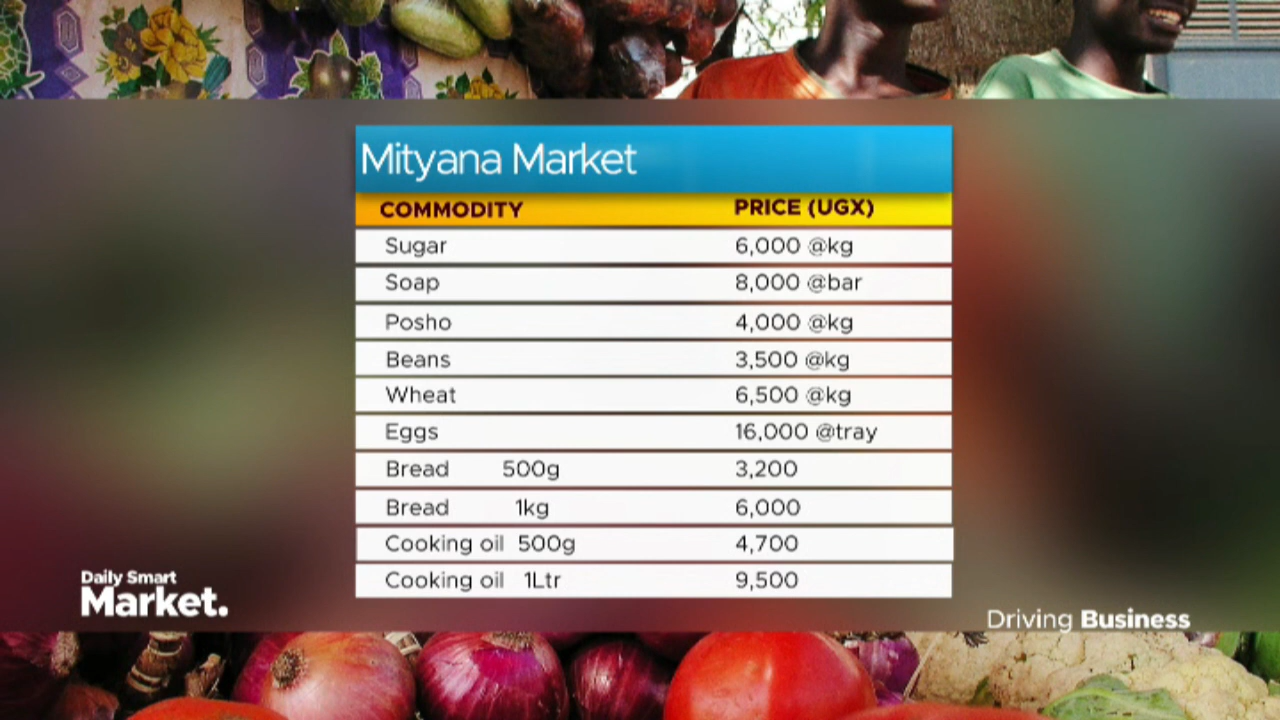 Mityana Market
COMMODITY PRICE (UGX)
Sugar 6,000 @kg
Soap 8,000 @bar
Posho 4,000 @kg
Beans 3,500 @kg
Wheat 6,500 @kg
Eggs 16,000 @tray
Bread 500g 3,200
Bread 1kg 6,000
Cooking oil 500g 4,700
Cooking oil 1Ltr 9,500
Daily Smart
Market.
Driving Business